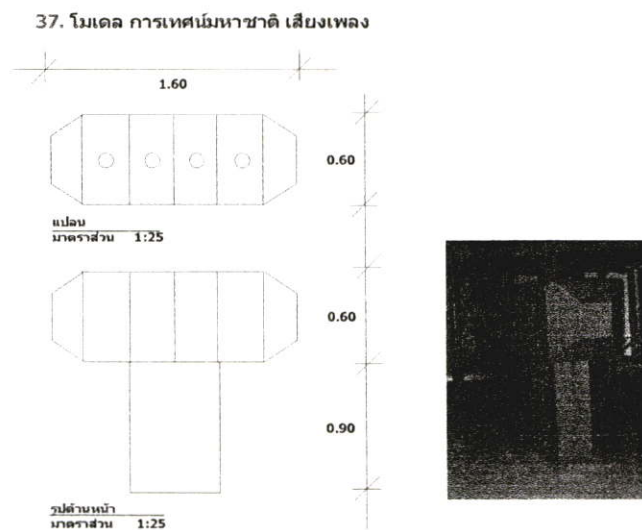 37. โมเดล การเทศน์มหาชาติ เสียงเพลง
1.60
0.60
แปลน
มาตราส่วน 1:25
0.60
0.90
รูปด้านหน้า
มาตราส่วน 1:25